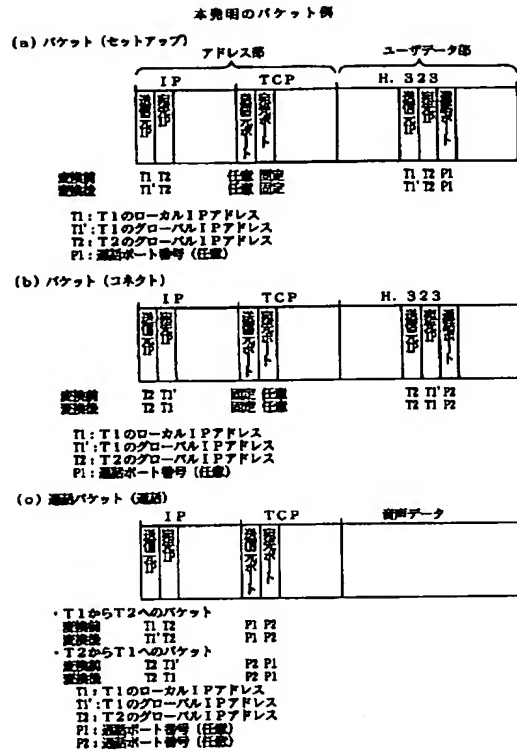 本発明のパケット例
(a) パケット (セットアップ)
アドレス部 ユーザデータ部
IP TCP H. 323
送信元IP 宛先IP 送信元ポート 宛先ポート 送信元IP 宛先IP 通話ポート
変換前 T1 T2 任意 固定 T1 T2 P1
変換後 T1' T2 任意 固定 T1' T2 P1
T1：T1のローカルIPアドレス
T1'：T1のグローバルIPアドレス
T2：T2のグローバルIPアドレス
P1：通話ポート番号 (任意)
(b) パケット (コネクト)
IP TCP H. 323
送信元IP 宛先IP 送信元ポート 宛先ポート 送信元IP 宛先IP 通話ポート
変換前 T2 T1' 固定 任意 T2 T1' P2
変換後 T2 T1 固定 任意 T2 T1 P2
T1：T1のローカルIPアドレス
T1'：T1のグローバルIPアドレス
T2：T2のグローバルIPアドレス
P1：通話ポート番号 (任意)
(c) 通話パケット (通話)
IP TCP 音声データ
送信元IP 宛先IP 送信元ポート 宛先ポート
・T1からT2へのパケット
変換前 T1 T2 P1 P2
変換後 T1' T2 P1 P2
・T2からT1へのパケット
変換前 T2 T1' P2 P1
変換後 T2 T1 P2 P1
T1：T1のローカルIPアドレス
T1'：T1のグローバルIPアドレス
T2：T2のグローバルIPアドレス
P1：通話ポート番号 (任意)
P2：通話ポート番号 (任意)